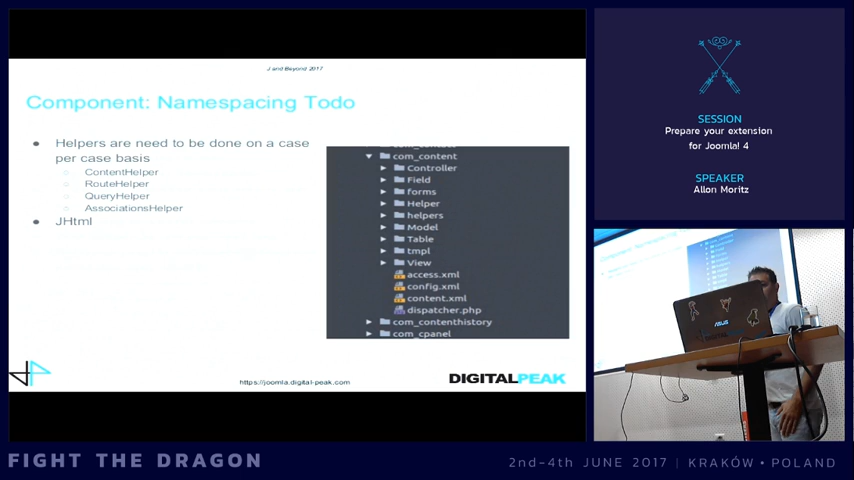 J and Beyond 2017
Component: Namespacing Todo
Helpers are need to be done on a case
per case basis
ContentHelper
RouteHelper
QueryHelper
AssociationsHelper
JHtml
com_content
Controller
Field
forms
Helper
helpers
Model
Table
tmpl
View
access.xml
config.xml
content.xml
dispatcher.php
com_contenthistory
com_cpanel
https://joomla.digital-peak.com
DIGITALPEAK
SESSION
Prepare your extension
for Joomla! 4
SPEAKER
Allon Moritz
ASUS
FIGHT THE DRAGON
2nd-4th JUNE 2017 | KRAKÓW • POLAND